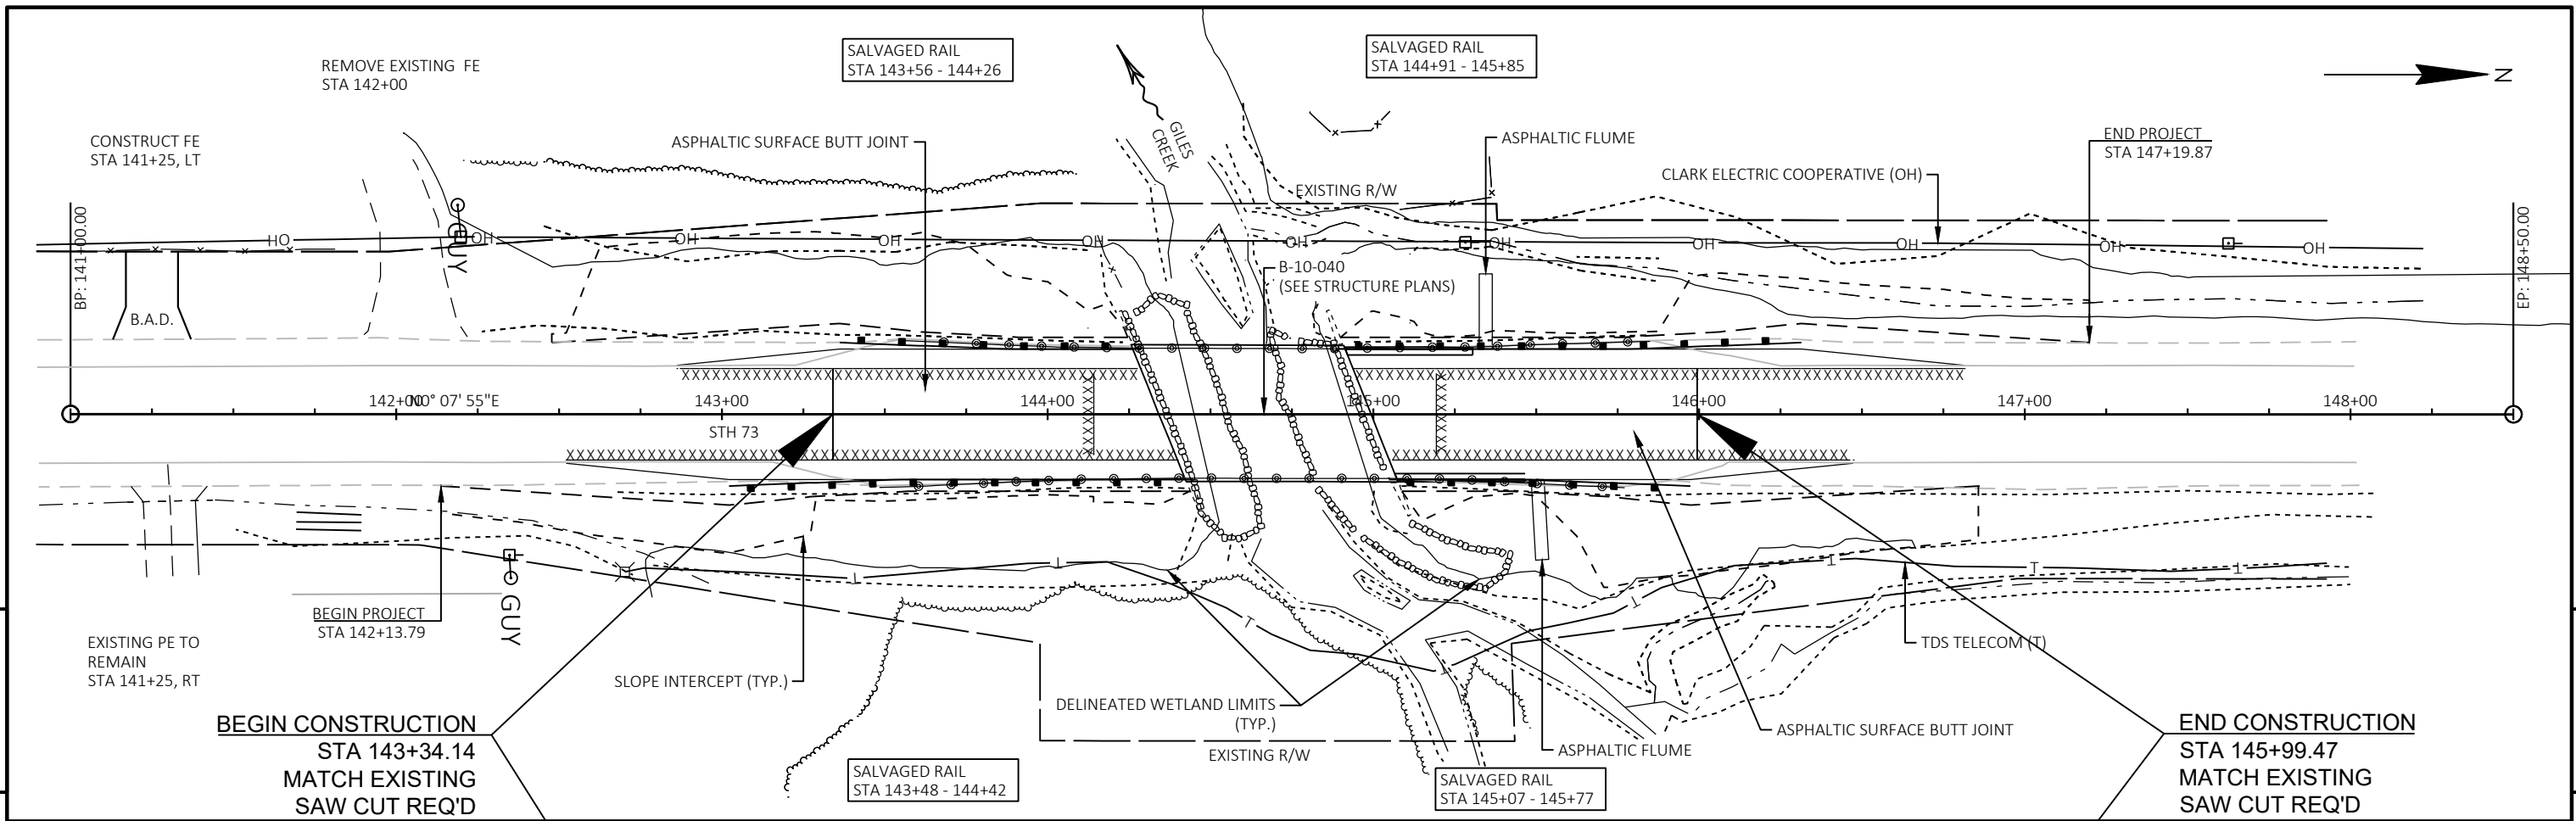 SALVAGED RAIL
STA 143+56 - 144+26
SALVAGED RAIL
STA 144+91 - 145+85
REMOVE EXISTING FE
STA 142+00
N
CONSTRUCT FE
STA 141+25, LT
ASPHALTIC SURFACE BUTT JOINT
GILES
CREEK
ASPHALTIC FLUME
END PROJECT
STA 147+19.87
CLARK ELECTRIC COOPERATIVE (OH)
EXISTING R/W
BP: 141+00.00
EP: 148+50.00
GUY
OH
OH
OH
OH
OH
OH
OH
OH
OH
OH
OH
B-10-040
(SEE STRUCTURE PLANS)
B.A.D.
142+00
N0° 07' 55"E
143+00
144+00
145+00
146+00
147+00
148+00
STH 73
BEGIN PROJECT
STA 142+13.79
GUY
T
T
T
T
T
T
T
T
EXISTING PE TO
REMAIN
STA 141+25, RT
SLOPE INTERCEPT (TYP.)
TDS TELECOM (T)
DELINEATED WETLAND LIMITS
(TYP.)
EXISTING R/W
ASPHALTIC FLUME
ASPHALTIC SURFACE BUTT JOINT
BEGIN CONSTRUCTION
STA 143+34.14
MATCH EXISTING
SAW CUT REQ'D
SALVAGED RAIL
STA 143+48 - 144+42
SALVAGED RAIL
STA 145+07 - 145+77
END CONSTRUCTION
STA 145+99.47
MATCH EXISTING
SAW CUT REQ'D